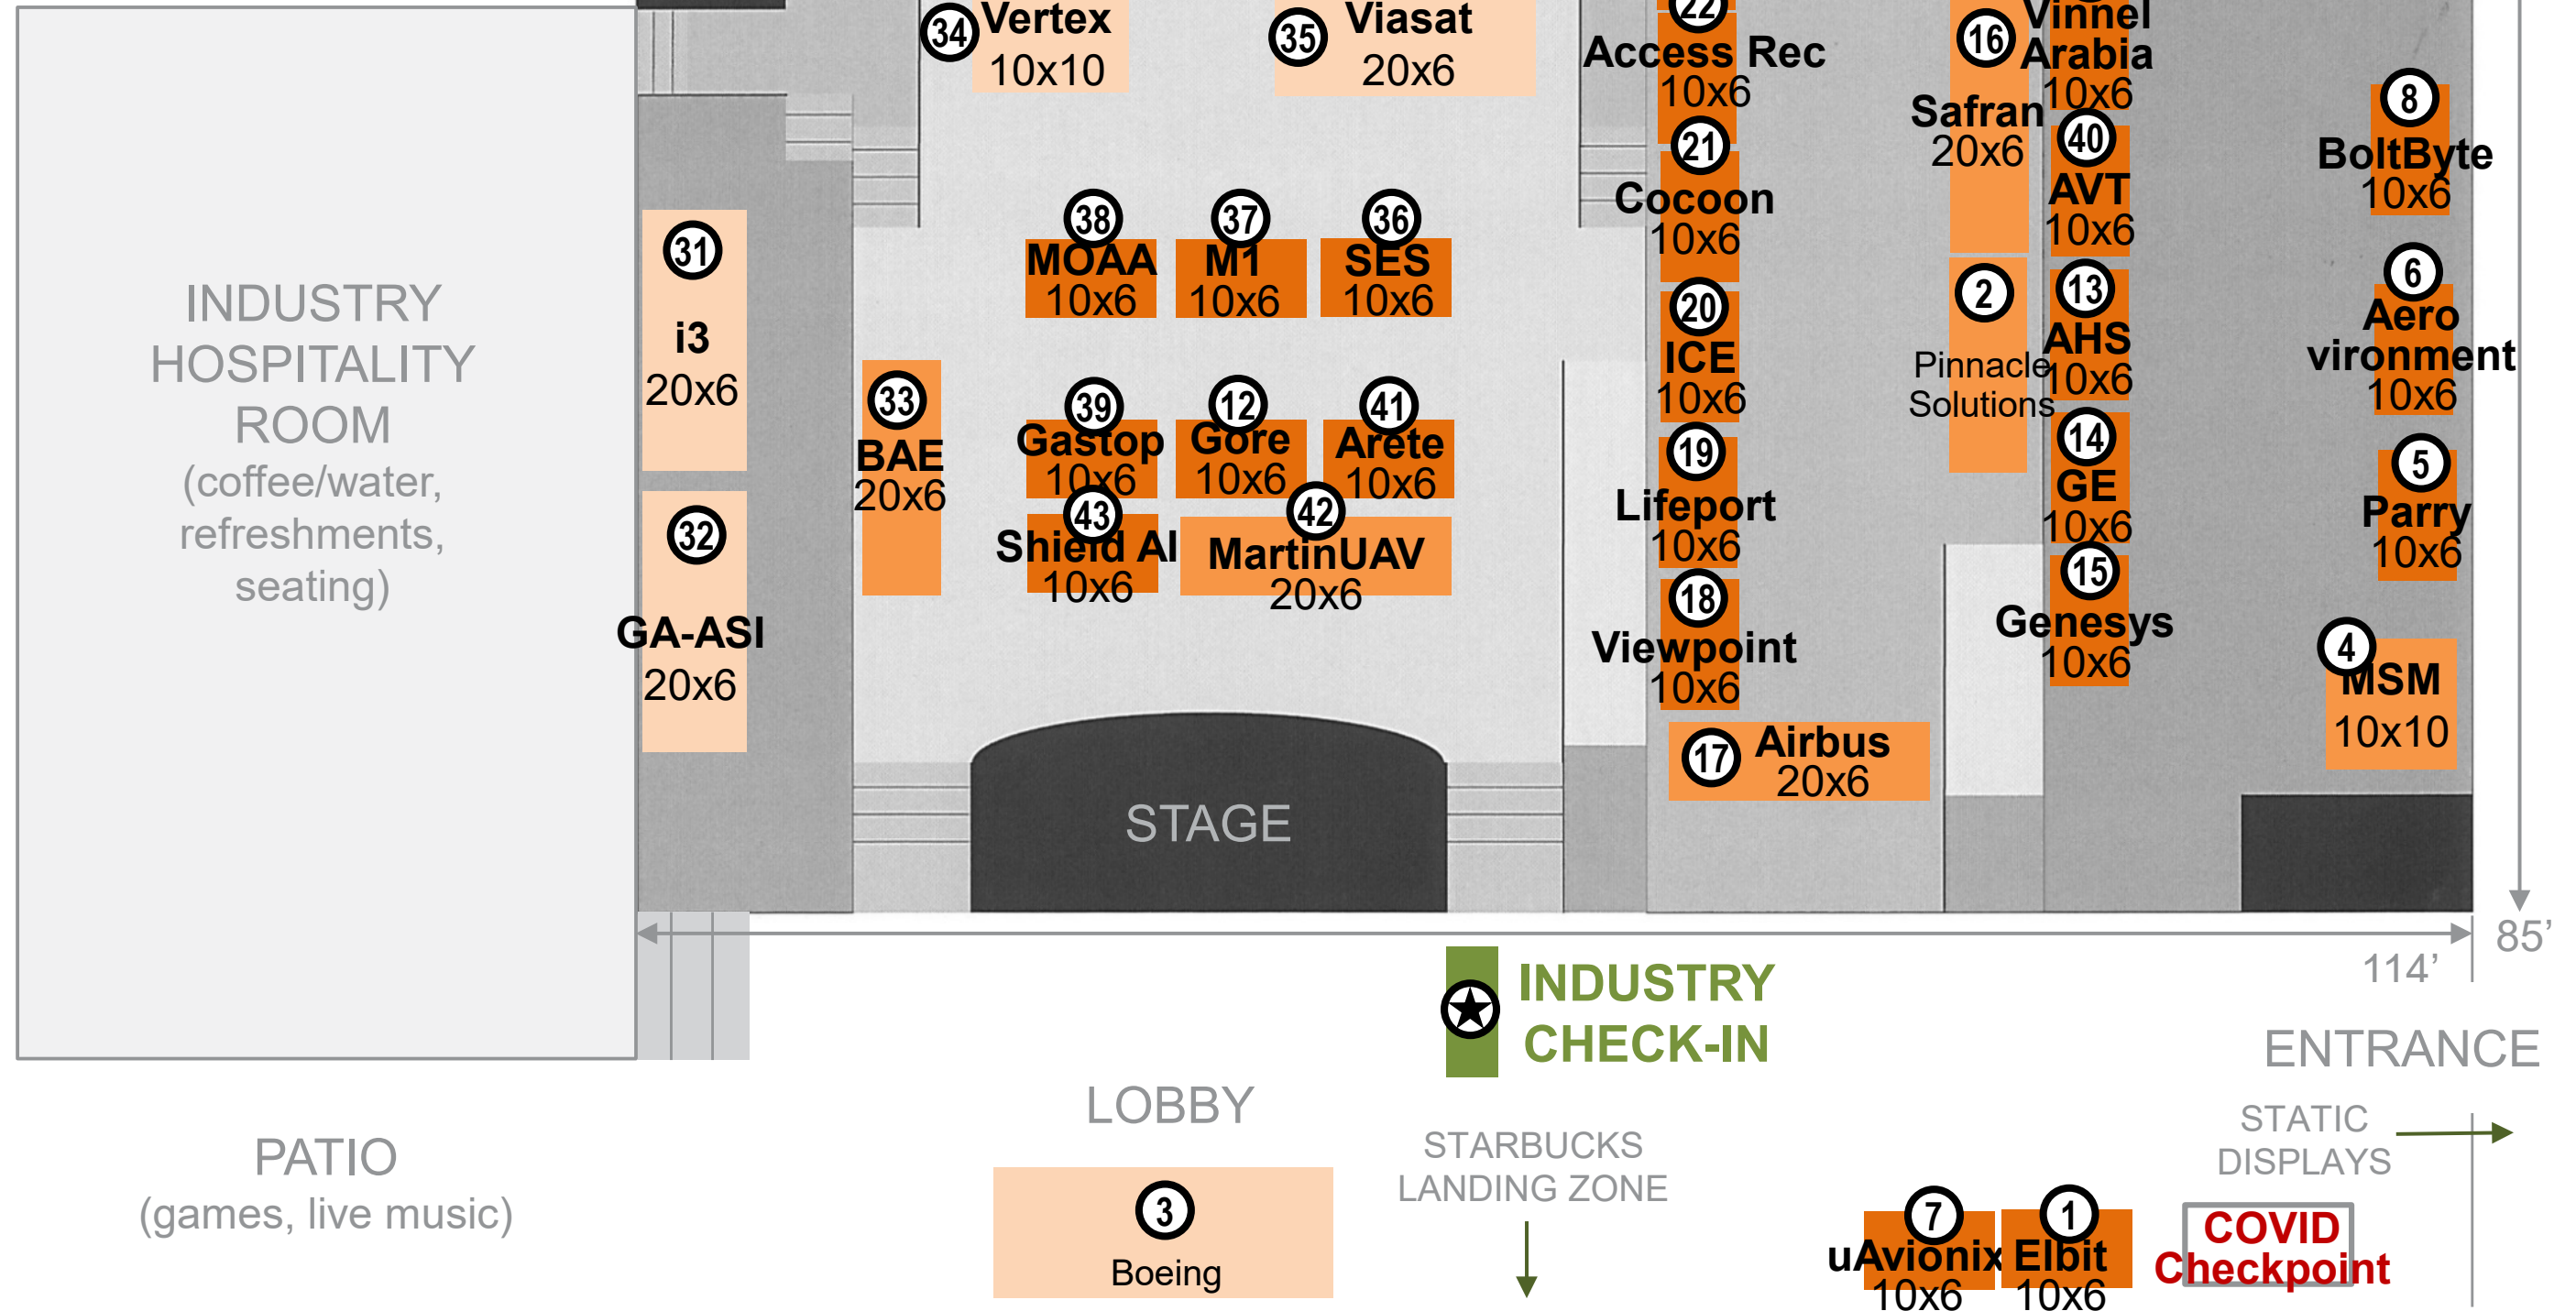 34
Vertex
10x10
35
Viasat
20x6
22
Access Rec
10x6
16
Safran
20x6
Vinnel
Arabia
10x6
8
BoltByte
10x6
21
Cocoon
10x6
40
AVT
10x6
31
i3
20x6
38
MOAA
10x6
37
M1
10x6
36
SES
10x6
20
ICE
10x6
2
Pinnacle
Solutions
13
AHS
10x6
6
Aero
vironment
10x6
INDUSTRY
HOSPITALITY
ROOM
(coffee/water,
refreshments,
seating)
33
BAE
20x6
39
Gastop
10x6
12
Gore
10x6
41
Arete
10x6
19
Lifeport
10x6
14
GE
10x6
5
Parry
10x6
32
GA-ASI
20x6
43
Shield AI
10x6
42
MartinUAV
20x6
18
Viewpoint
10x6
15
Genesys
10x6
4
MSM
10x10
17
Airbus
20x6
STAGE
85’
114’
INDUSTRY
CHECK-IN
ENTRANCE
LOBBY
STATIC
DISPLAYS
STARBUCKS
LANDING ZONE
PATIO
(games, live music)
3
Boeing
7
uAvionix
10x6
1
Elbit
10x6
COVID
Checkpoint